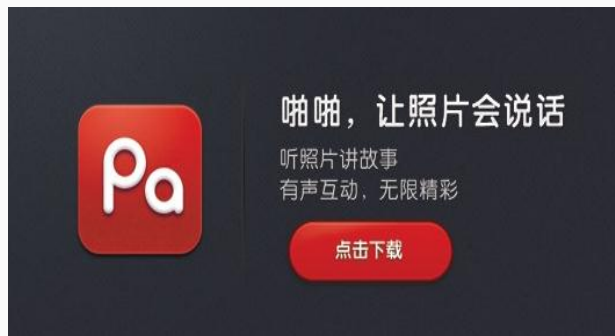 Pa
啪啪，让照片会说话
听照片讲故事
有声互动，无限精彩
点击下载